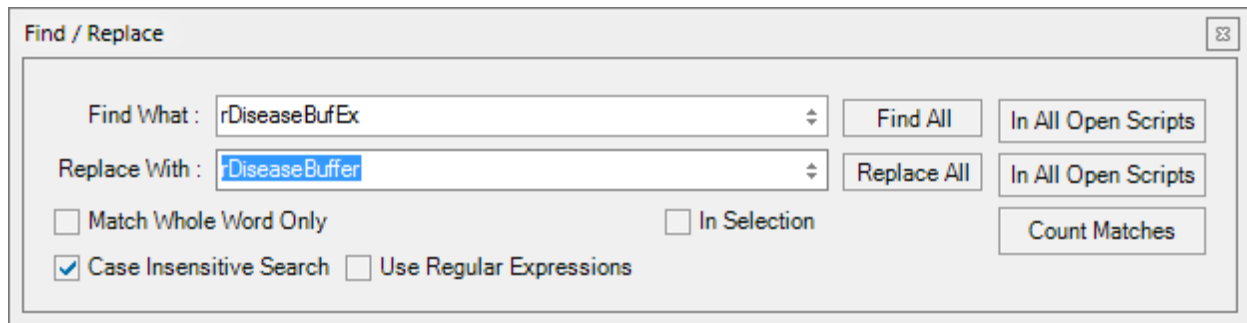 Find / Replace
Find What : rDiseaseBufEx Find All In All Open Scripts
Replace With : rDiseaseBuffer Replace All In All Open Scripts
Match Whole Word Only In Selection Count Matches
Case Insensitive Search Use Regular Expressions